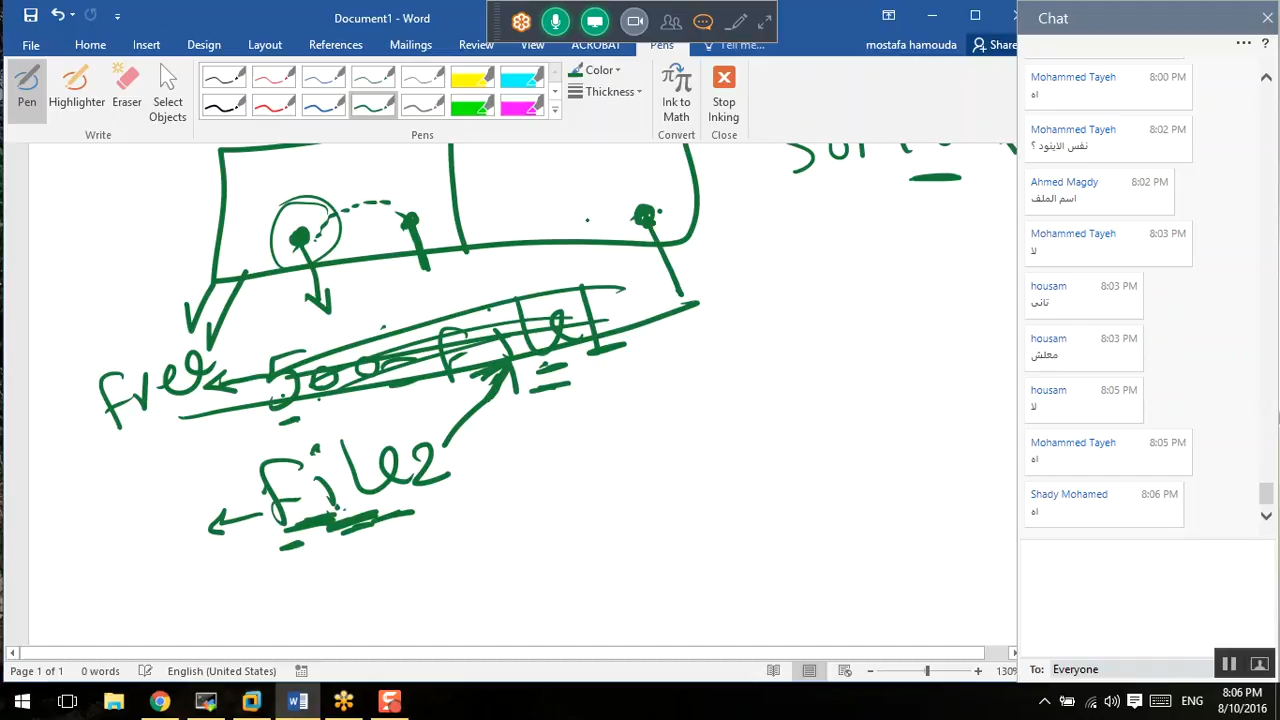 Document1 - Word
Chat
File
Home
Insert
Design
Layout
References
Mailings
ACROBAT
Pens
Tell me...
mostafa hamouda
Share
Pen
Highlighter
Eraser
Select Objects
Color
Thickness
Ink to Math
Stop Inking
Write
Pens
Convert
Close
Free
500
File1
File2
Mohammed Tayeh 8:00 PM
اه
Mohammed Tayeh 8:02 PM
نفس الاينود ؟
Ahmed Magdy 8:02 PM
اسم الملف
Mohammed Tayeh 8:03 PM
لا
housam 8:03 PM
تانى
housam 8:03 PM
معلش
housam 8:05 PM
لا
Mohammed Tayeh 8:05 PM
اه
Shady Mohamed 8:06 PM
اه
To: Everyone
Page 1 of 1
0 words
English (United States)
130%
ENG
8:06 PM
8/10/2016